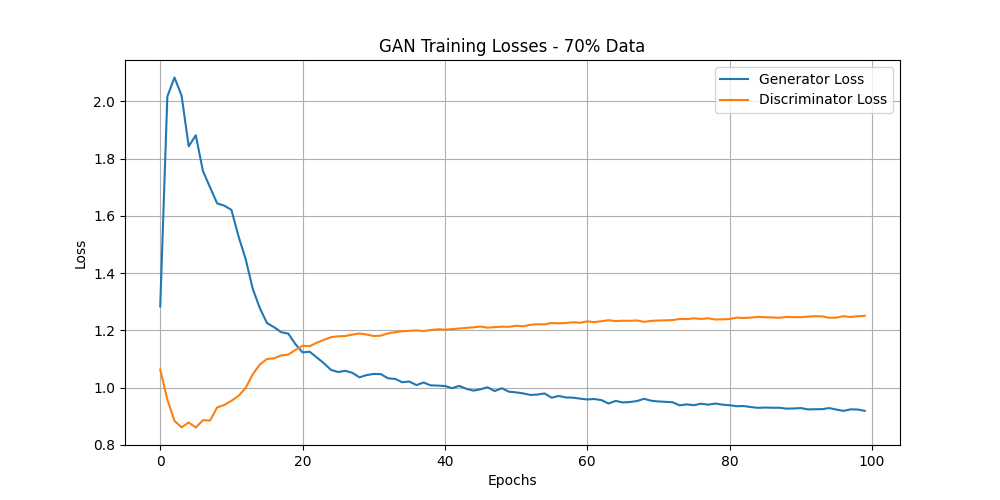 GAN Training Losses - 70% Data
Generator Loss
Discriminator Loss
2.0
1.8
1.6
1.4
1.2
1.0
0.8
Loss
0
20
40
60
80
100
Epochs